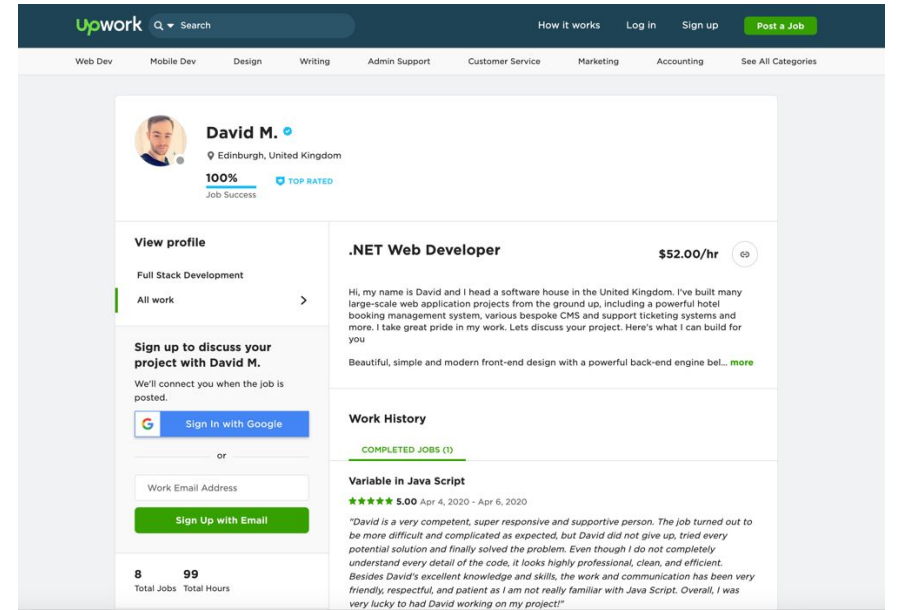 upwork Search How it works Log in Sign up Post a Job
Web Dev Mobile Dev Design Writing Admin Support Customer Service Marketing Accounting See All Categories
David M.
Edinburgh, United Kingdom
100% TOP RATED
Job Success
View profile
Full Stack Development
All work
Sign up to discuss your
project with David M.
We'll connect you when the job is
posted.
G Sign In with Google
or
Work Email Address
Sign Up with Email
8 99
Total Jobs Total Hours
.NET Web Developer $52.00/hr
Hi, my name is David and I head a software house in the United Kingdom. I've built many
large-scale web application projects from the ground up, including a powerful hotel
booking management system, various bespoke CMS and support ticketing systems and
more. I take great pride in my work. Lets discuss your project. Here's what I can build for
you
Beautiful, simple and modern front-end design with a powerful back-end engine bel... more
Work History
COMPLETED JOBS (1)
Variable in Java Script
5.00 Apr 4, 2020 - Apr 6, 2020
"David is a very competent, super responsive and supportive person. The job turned out to
be more difficult and complicated as expected, but David did not give up, tried every
potential solution and finally solved the problem. Even though I do not completely
understand every detail of the code, it looks highly professional, clean, and efficient.
Besides David's excellent knowledge and skills, the work and communication has been very
friendly, respectful, and patient as I am not really familiar with Java Script. Overall, I was
very lucky to had David working on my project!"